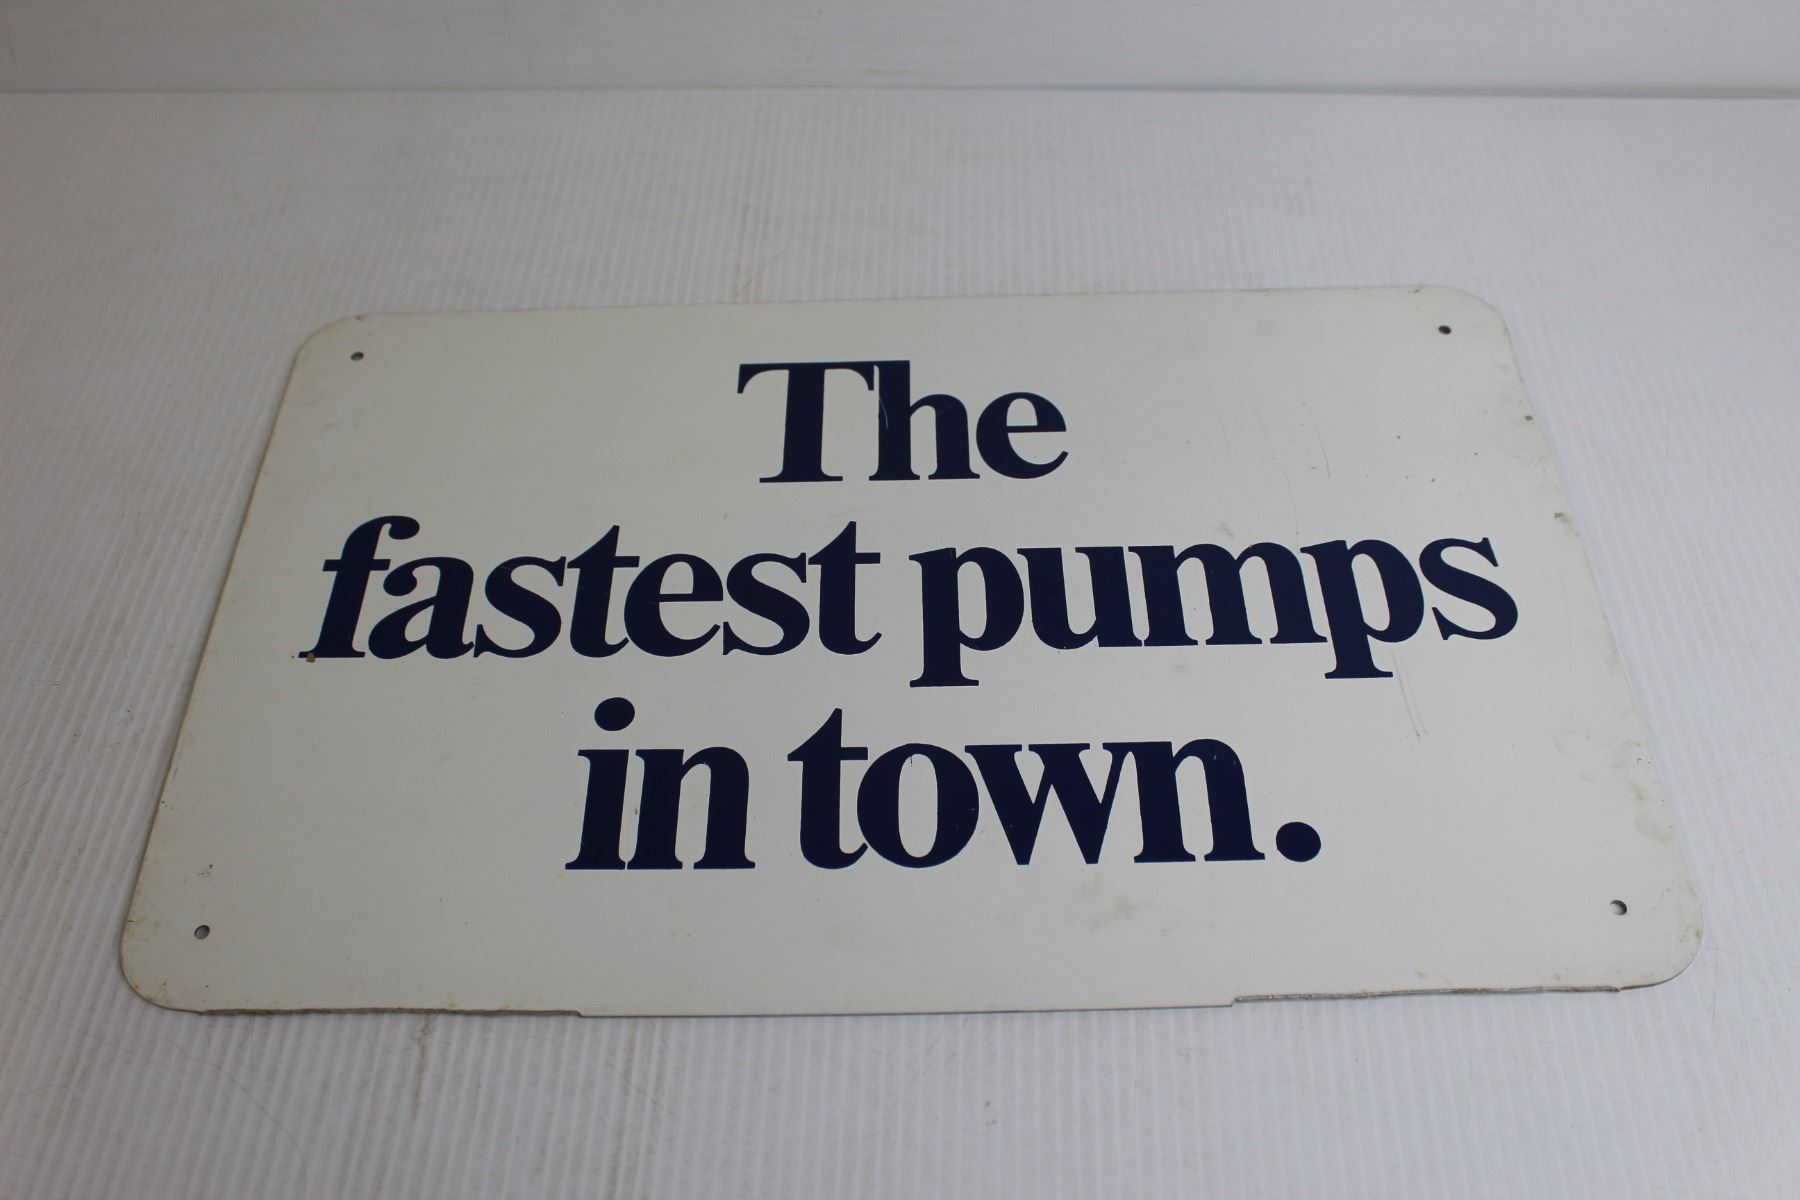 The
fastest pumps
in town.